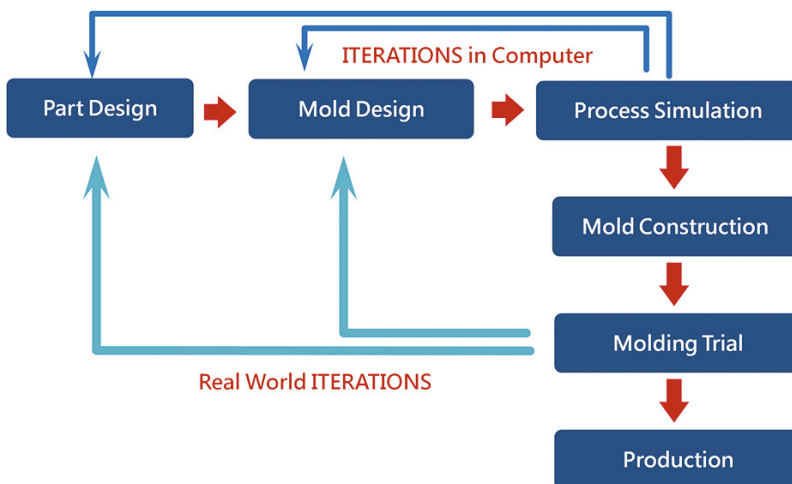 ITERATIONS in Computer
Part Design
Mold Design
Process Simulation
Mold Construction
Molding Trial
Real World ITERATIONS
Production